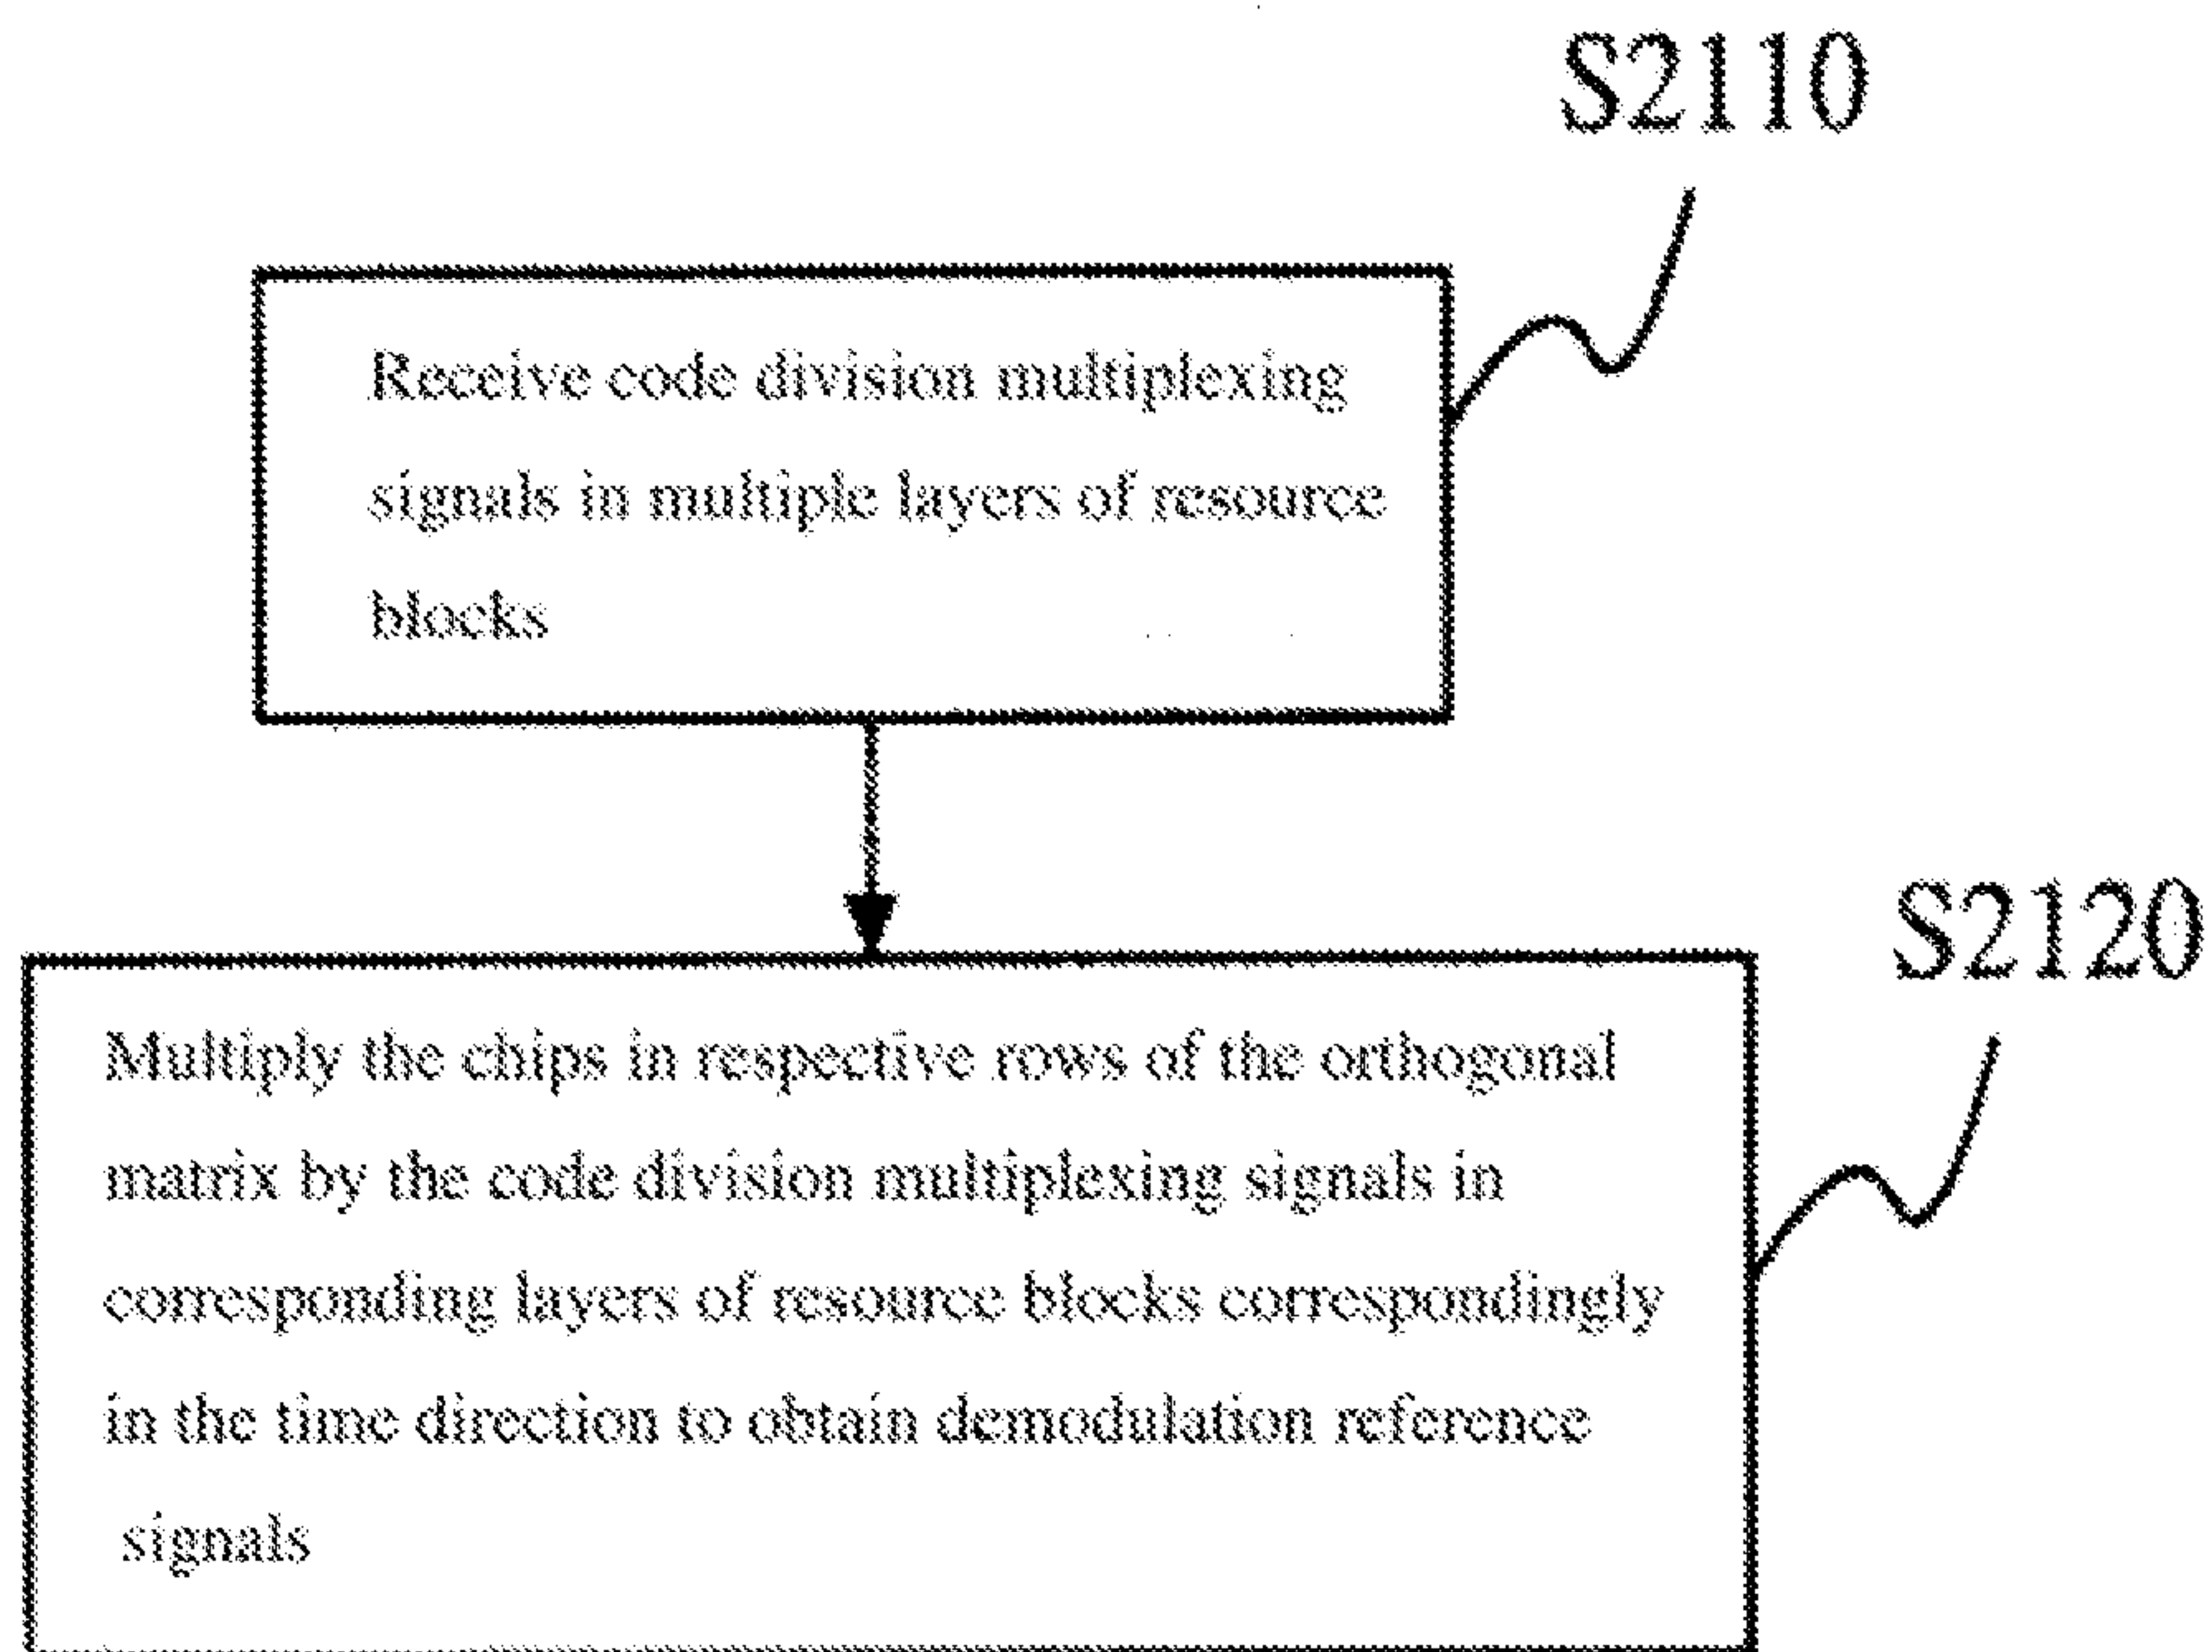 S2110
Receive code division multiplexing
signals in multiple layers of resource
blocks
S2120
Multiply the chips in respective rows of the orthogonal
matrix by the code division multiplexing signals in
corresponding layers of resource blocks correspondingly
in the time direction to obtain demodulation reference
signals